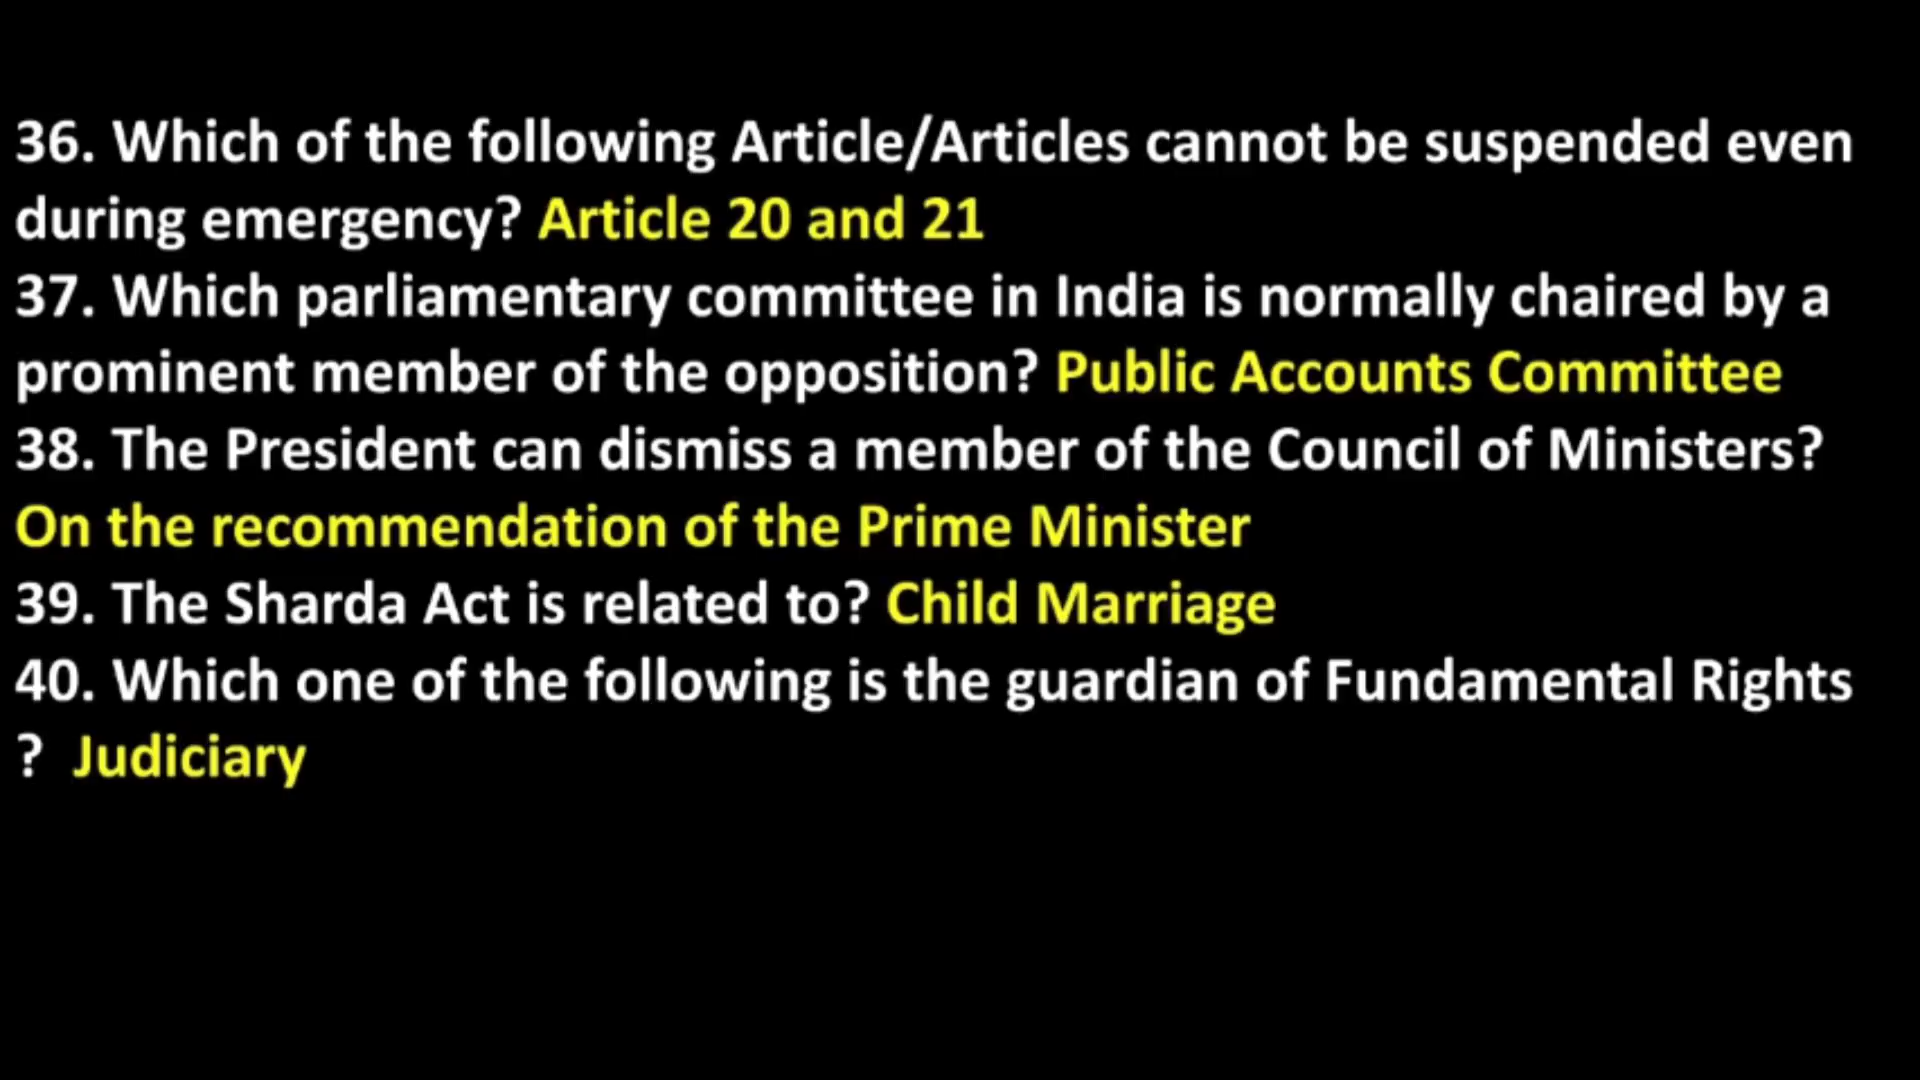 36. Which of the following Article/Articles cannot be suspended even
during emergency? Article 20 and 21
37. Which parliamentary committee in India is normally chaired by a
prominent member of the opposition? Public Accounts Committee
38. The President can dismiss a member of the Council of Ministers?
On the recommendation of the Prime Minister
39. The Sharda Act is related to? Child Marriage
40. Which one of the following is the guardian of Fundamental Rights
? Judiciary